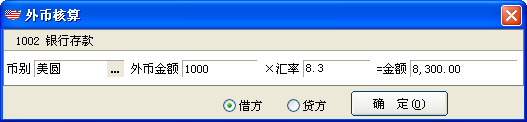 外币核算
1002 银行存款
币别 美圆 ... 外币金额 1000 ×汇率 8.3 =金额 8,300.00
借方 贷方 确 定(O)